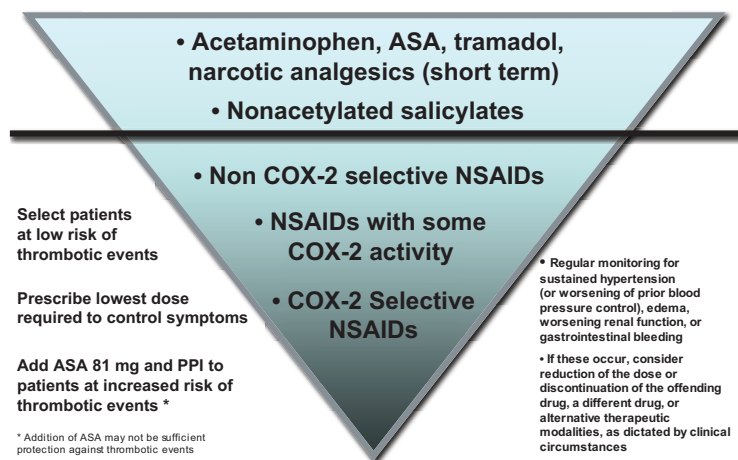 • Acetaminophen, ASA, tramadol,
narcotic analgesics (short term)
• Nonacetylated salicylates
• Non COX-2 selective NSAIDs
• NSAIDs with some
COX-2 activity
• COX-2 Selective
NSAIDs
Select patients
at low risk of
thrombotic events
Prescribe lowest dose
required to control symptoms
Add ASA 81 mg and PPI to
patients at increased risk of
thrombotic events *
* Addition of ASA may not be sufficient
protection against thrombotic events
• Regular monitoring for
sustained hypertension
(or worsening of prior blood
pressure control), edema,
worsening renal function, or
gastrointestinal bleeding
• If these occur, consider
reduction of the dose or
discontinuation of the offending
drug, a different drug, or
alternative therapeutic
modalities, as dictated by clinical
circumstances